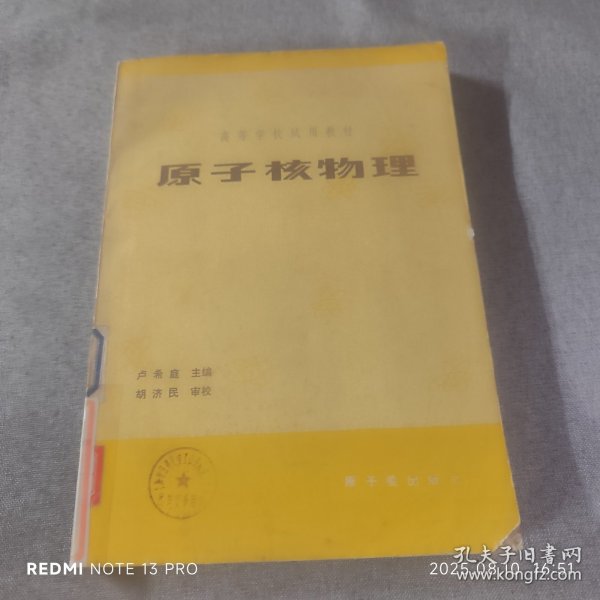 高等学校试用教材
原子核物理
卢希庭 主编
胡济民 审校
原子能出版社
REDMI NOTE 13 PRO
2025.08.10 16:51
孔夫子旧书网
www.kongfz.com